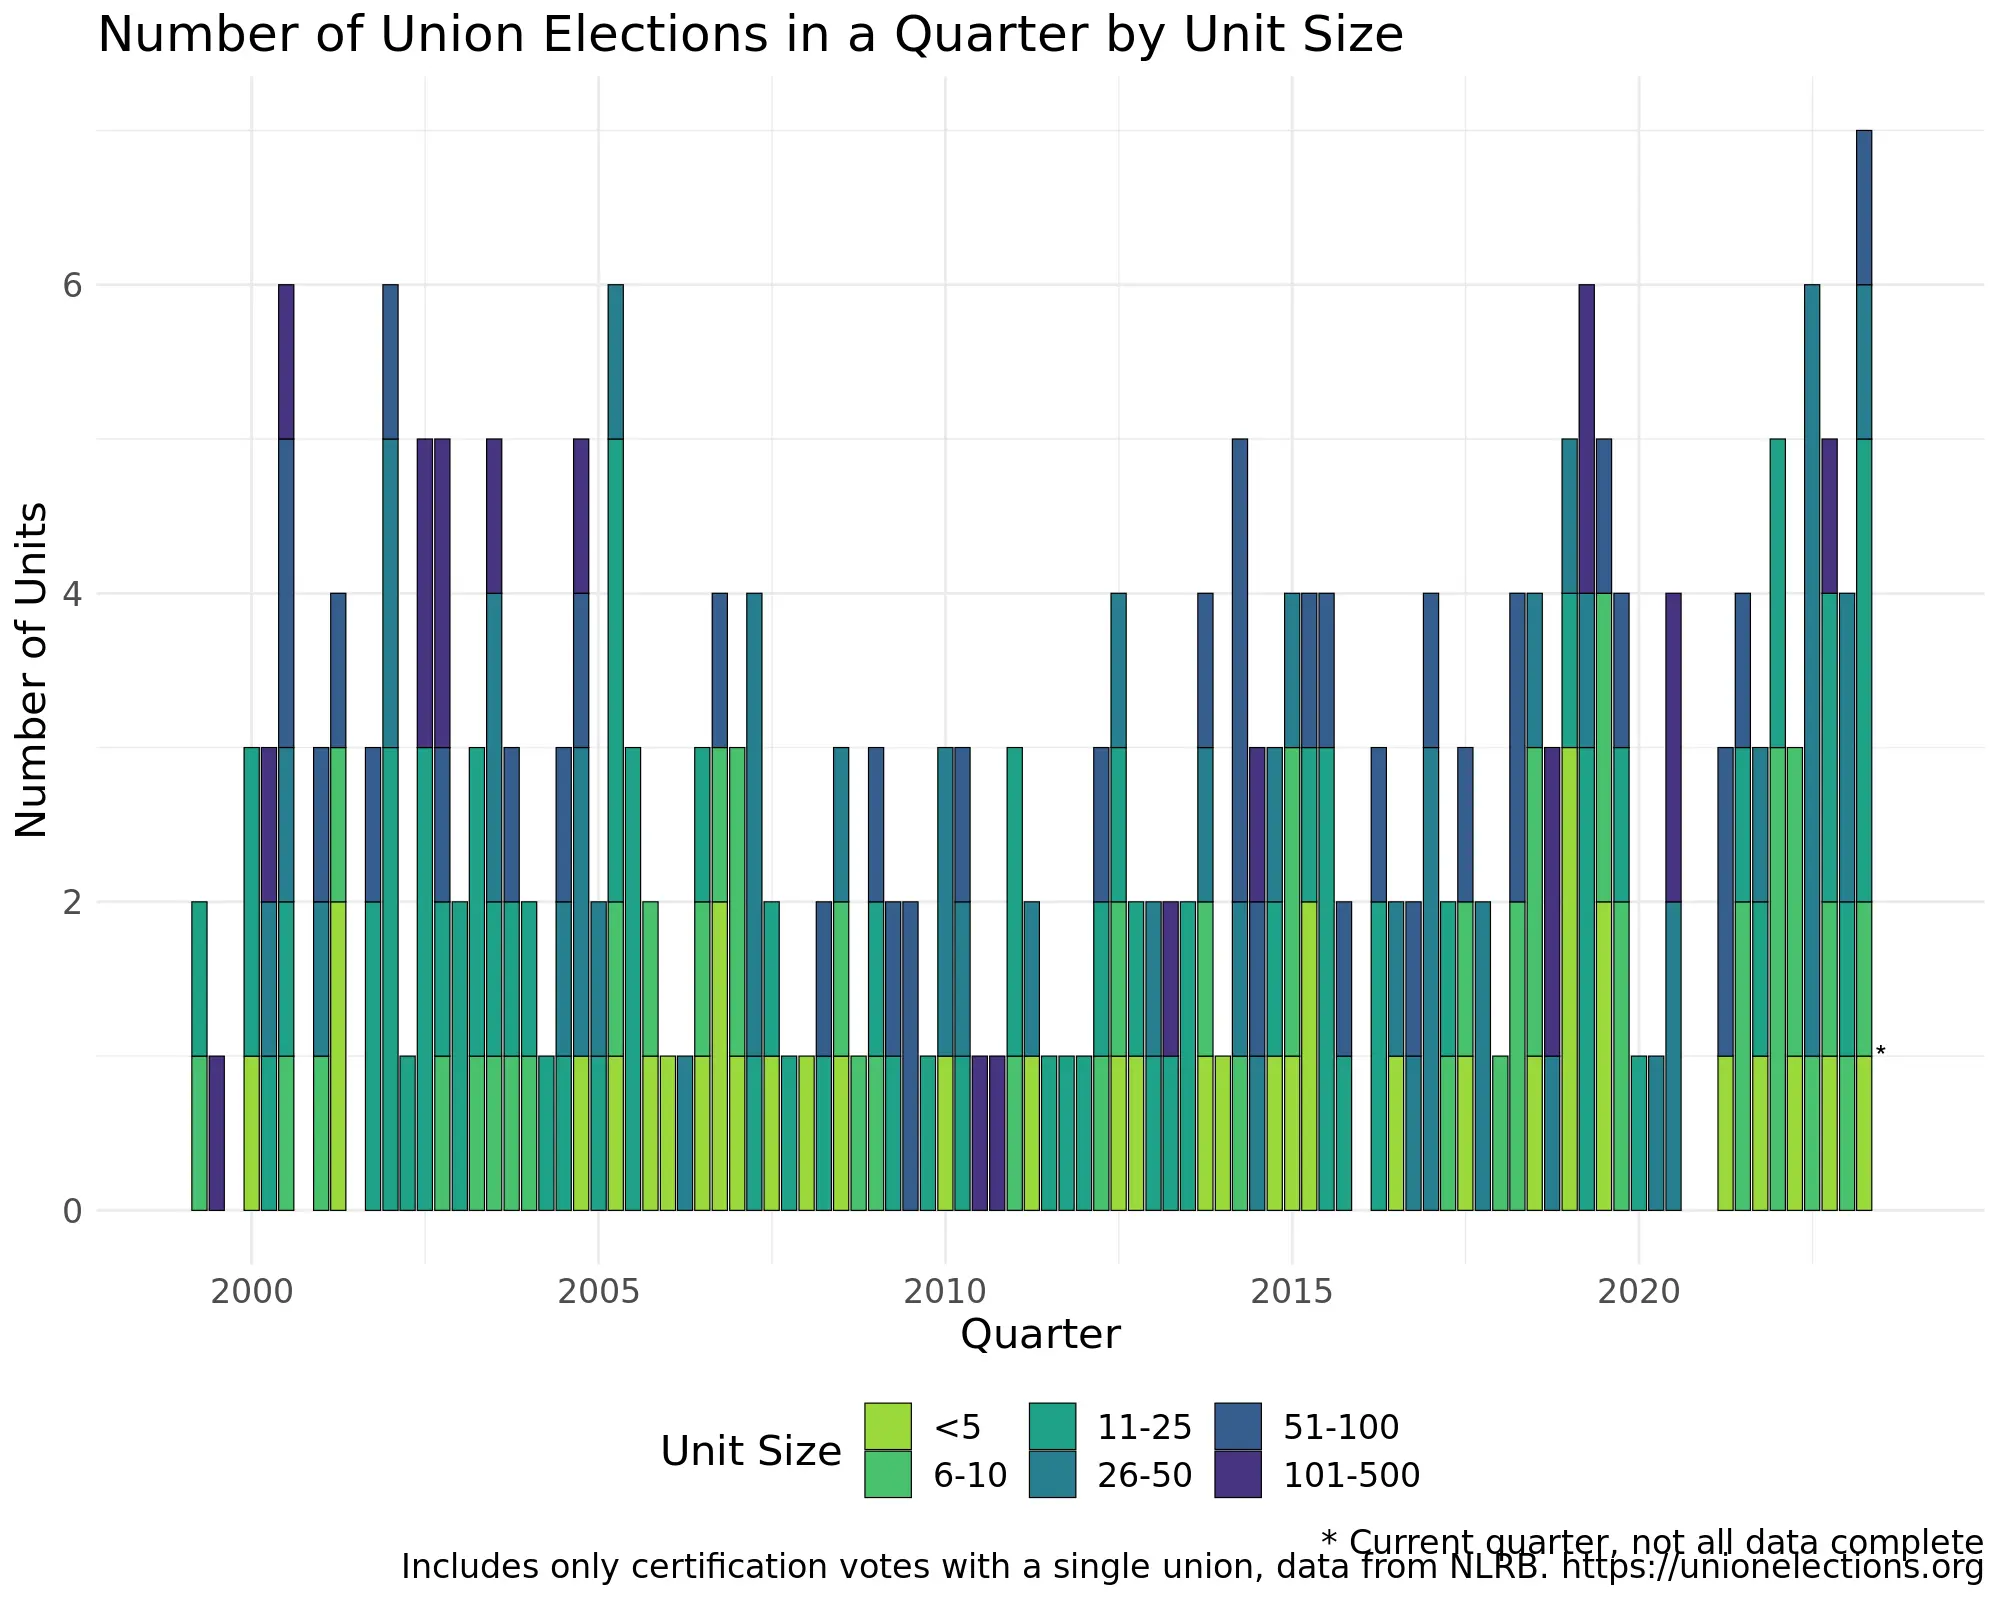 Number of Union Elections in a Quarter by Unit Size
Number of Units
6
4
2
0
*
2000 2005 2010 2015 2020
Quarter
Unit Size
<5 11-25 51-100
6-10 26-50 101-500
* Current quarter, not all data complete
Includes only certification votes with a single union, data from NLRB. https://unionelections.org